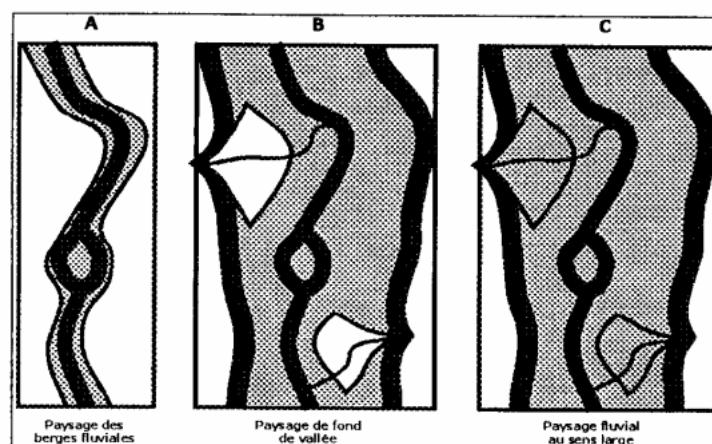 A
B
C
Paysage des
berges fluviales
Paysage de fond
de vallée
Paysage fluvial
au sens large